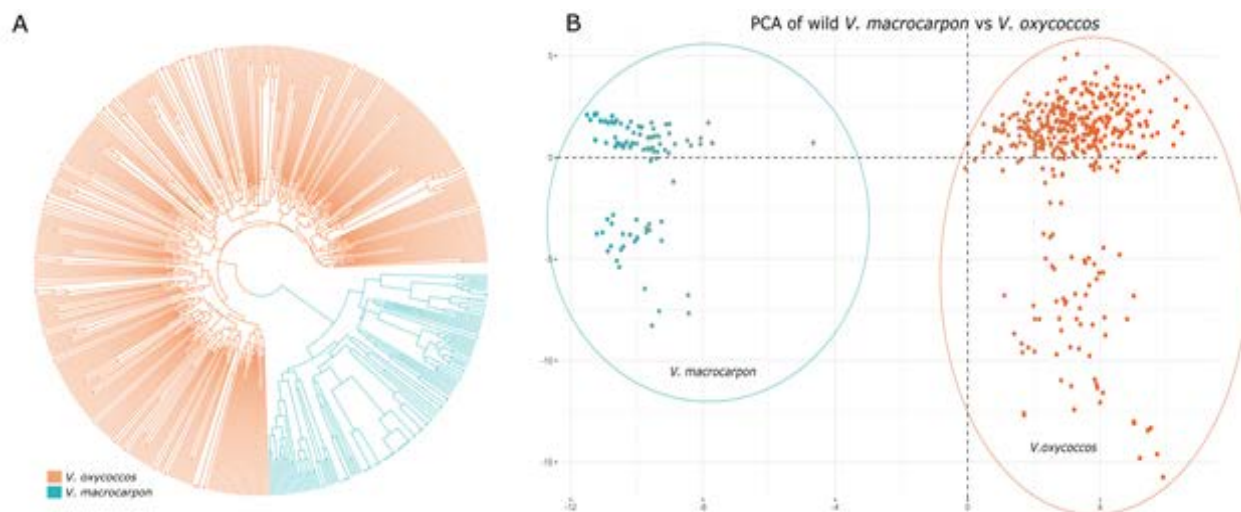 A
V. oxycoccos
V. macrocarpon
B
PCA of wild V. macrocarpon vs V. oxycoccos
5
0
-5
-10
-15
V. macrocarpon
V.oxycoccos
-12 -8 -4 0 4